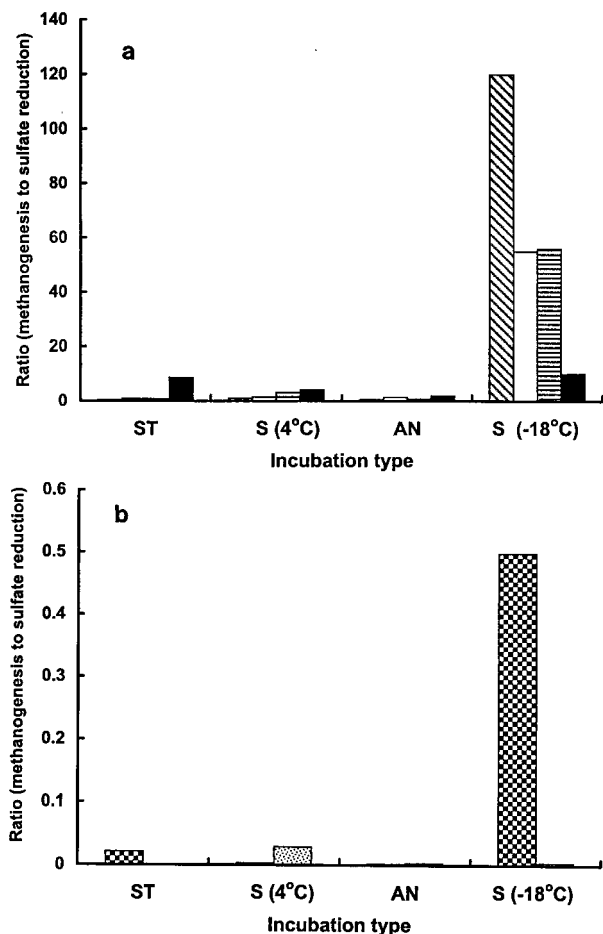 a
Ratio (methanogenesis to sulfate reduction)
140
120
100
80
60
40
20
0
ST
S (4°C)
AN
S (-18°C)
Incubation type
b
Ratio (methanogenesis to sulfate reduction)
0.6
0.5
0.4
0.3
0.2
0.1
0
ST
S (4°C)
AN
S (-18°C)
Incubation type